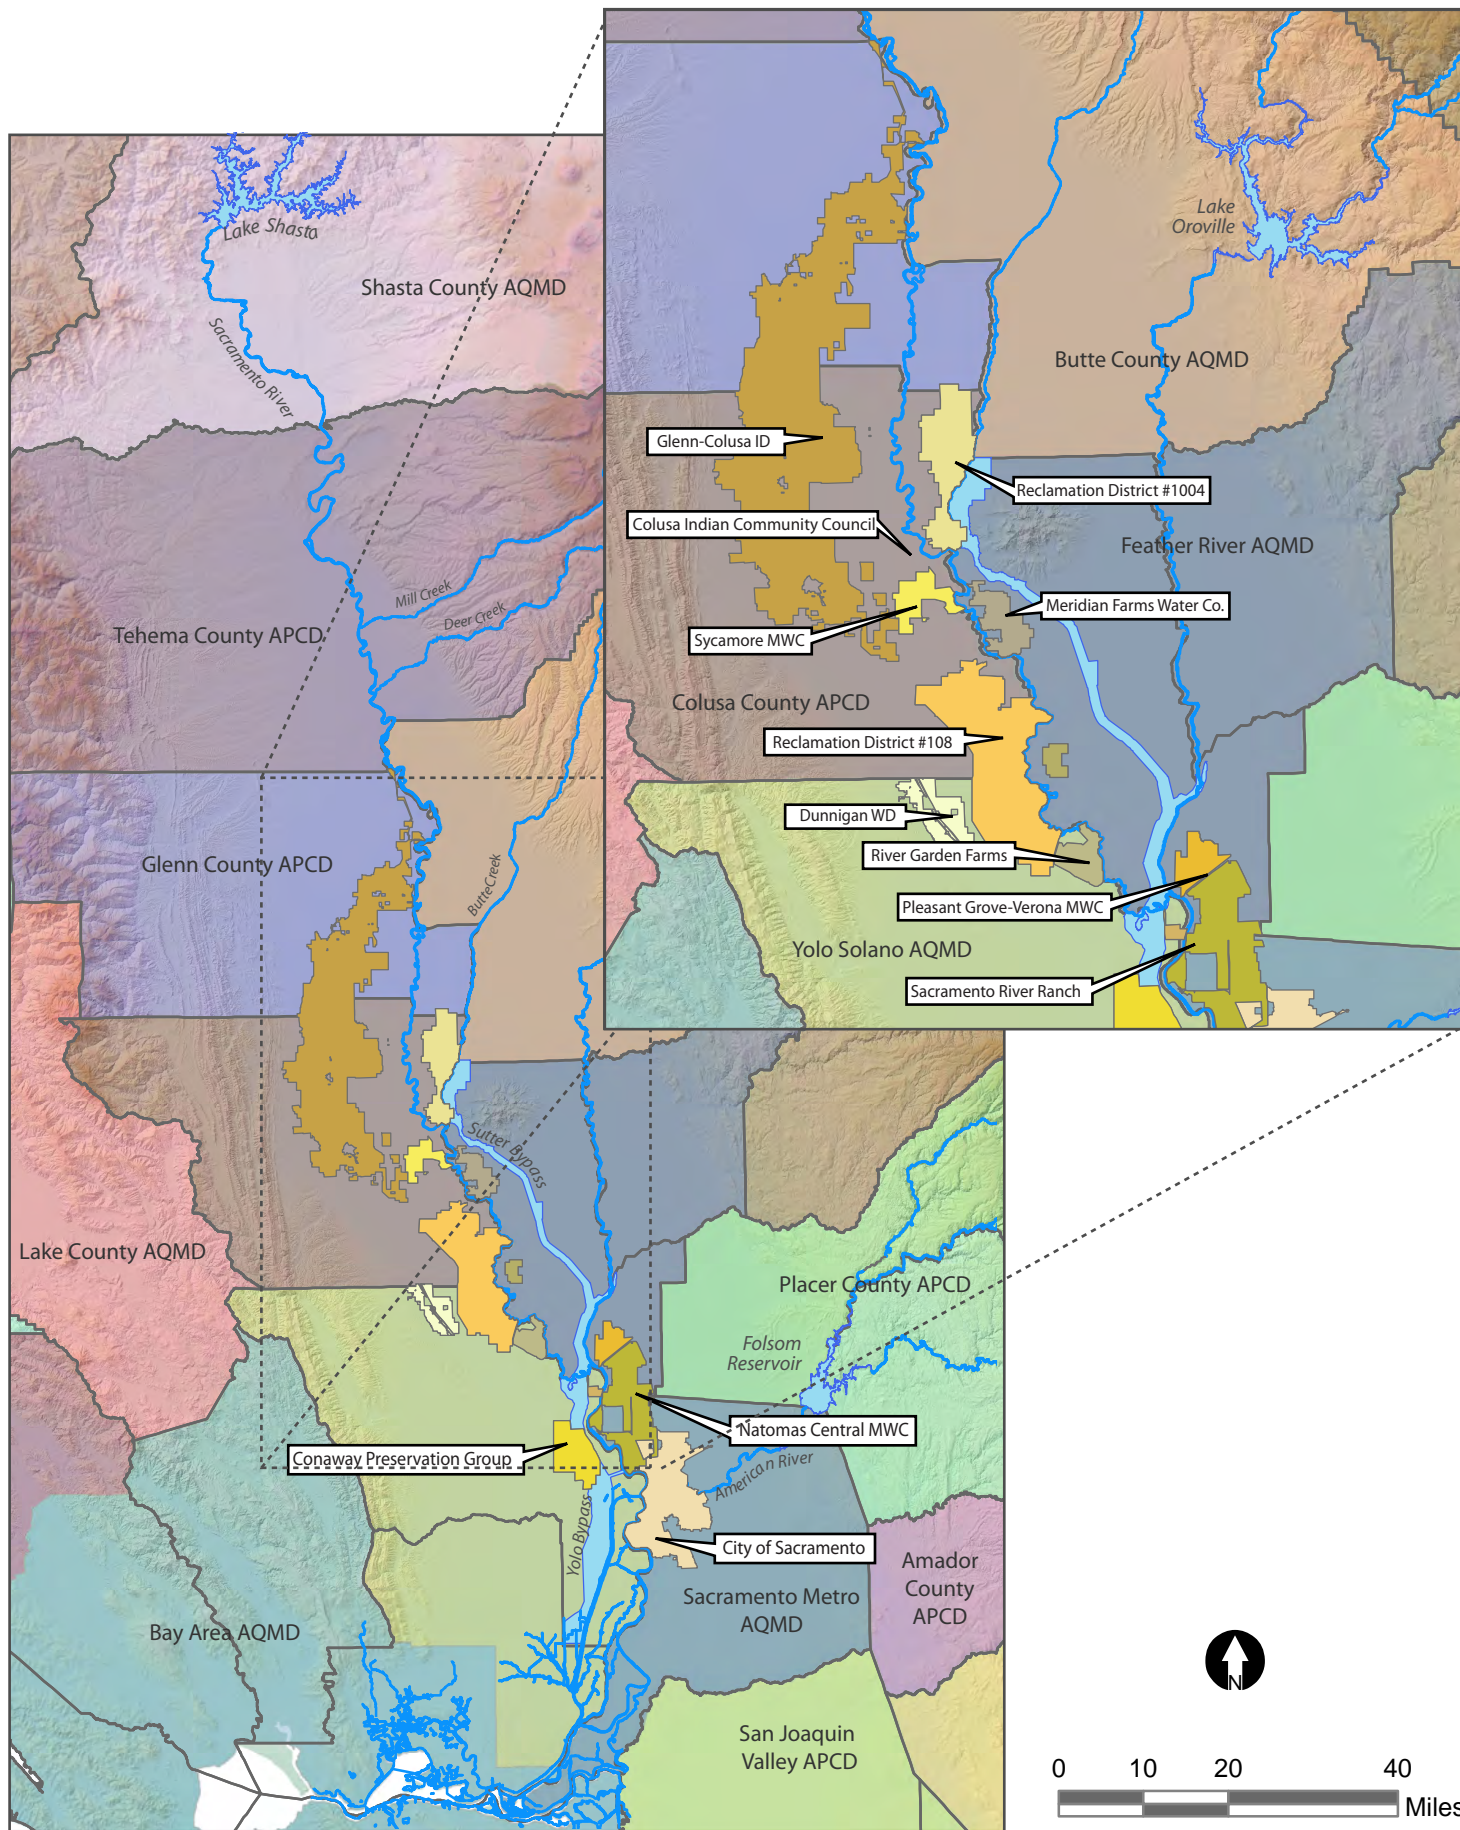 Lake Shasta
Shasta County AQMD
Sacramento River
Mill Creek
Deer Creek
Tehema County APCD
Glenn County APCD
ButteCreek
Sutter Bypass
Lake County AQMD
Placer County APCD
Folsom
Reservoir
Natomas Central MWC
Conaway Preservation Group
American River
Yolo Bypass
City of Sacramento
Amador
County
APCD
Sacramento Metro
AQMD
Bay Area AQMD
San Joaquin
Valley APCD
Lake
Oroville
Butte County AQMD
Glenn-Colusa ID
Reclamation District #1004
Colusa Indian Community Council
Feather River AQMD
Meridian Farms Water Co.
Sycamore MWC
Colusa County APCD
Reclamation District #108
Dunnigan WD
River Garden Farms
Pleasant Grove-Verona MWC
Yolo Solano AQMD
Sacramento River Ranch
N
0 10 20 40
Miles